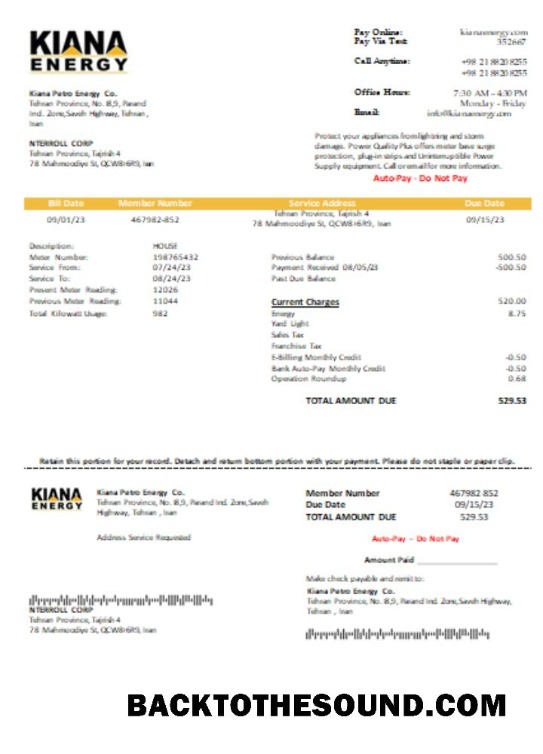 KIANA
ENERGY
Pay Online: kianaenergy.com
Pay Via Text: 352667
Call Anytime: +98 21 8820 8255
+98 21 8820 8255
Office Hours: 7:30 AM - 4:30 PM
Monday - Friday
Email: info@kianaenergy.com
Kiana Petro Energy Co.
Tehran Province, No. I8,9, Parand
Ind. Zone,Saveh Highway, Tehran ,
Iran
NTERROLL CORP
Tehran Province, Tajrish 4
78 Mahmoodiye St, QCW8+6R9, Iran
Protect your appliances from lightning and storm
damage. Power Quality Plus offers meter base surge
protection, plug-in strips and Uninterruptible Power
Supply equipment. Call or email for more information.
Auto-Pay - Do Not Pay
Bill Date Member Number Service Address Due Date
09/01/23 467982-852 Tehran Province, Tajrish 4 09/15/23
78 Mahmoodiye St, QCW8+6R9, Iran
Description: HOUSE
Meter Number: 198765432
Service From: 07/24/23
Service To: 08/24/23
Present Meter Reading: 12026
Previous Meter Reading: 11044
Total Kilowatt Usage: 982
Previous Balance 500.50
Payment Received 08/05/23 -500.50
Past Due Balance
Current Charges 520.00
Energy 8.75
Yard Light
Sales Tax
Franchise Tax
E-Billing Monthly Credit -0.50
Bank Auto-Pay Monthly Credit -0.50
Operation Roundup 0.68
TOTAL AMOUNT DUE 529.53
Retain this portion for your record. Detach and return bottom portion with your payment. Please do not staple or paper clip.
KIANA
ENERGY
Kiana Petro Energy Co.
Tehran Province, No. I8,9, Parand Ind. Zone,Saveh
Highway, Tehran , Iran
Address Service Requested
Member Number 467982 852
Due Date 09/15/23
TOTAL AMOUNT DUE 529.53
Auto-Pay - Do Not Pay
Amount Paid
Make check payable and remit to:
Kiana Petro Energy Co.
Tehran Province, No. I8,9, Parand Ind. Zone,Saveh Highway,
Tehran , Iran
NTERROLL CORP
Tehran Province, Tajrish 4
78 Mahmoodiye St, QCW8+6R9, Iran
BACKTOTHESOUND.COM